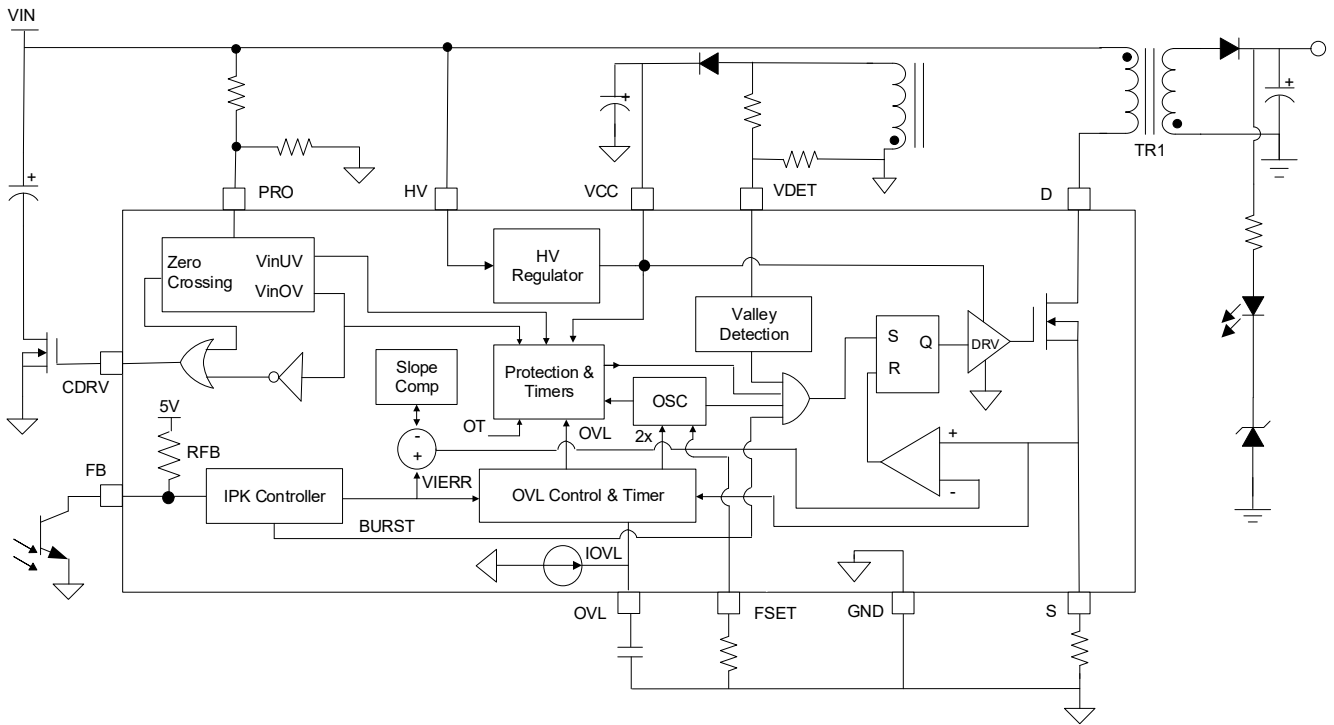 VIN
TR1
PRO
HV
VCC
VDET
D
Zero
Crossing
VinUV
VinOV
HV
Regulator
Valley
Detection
S
Q
R
DRV
CDRV
Slope
Comp
Protection &
Timers
OSC
5V
OT
OVL
2x
RFB
-
+
+
-
FB
VIERR
IPK Controller
OVL Control & Timer
BURST
IOVL
OVL
FSET
GND
S
+
+
+